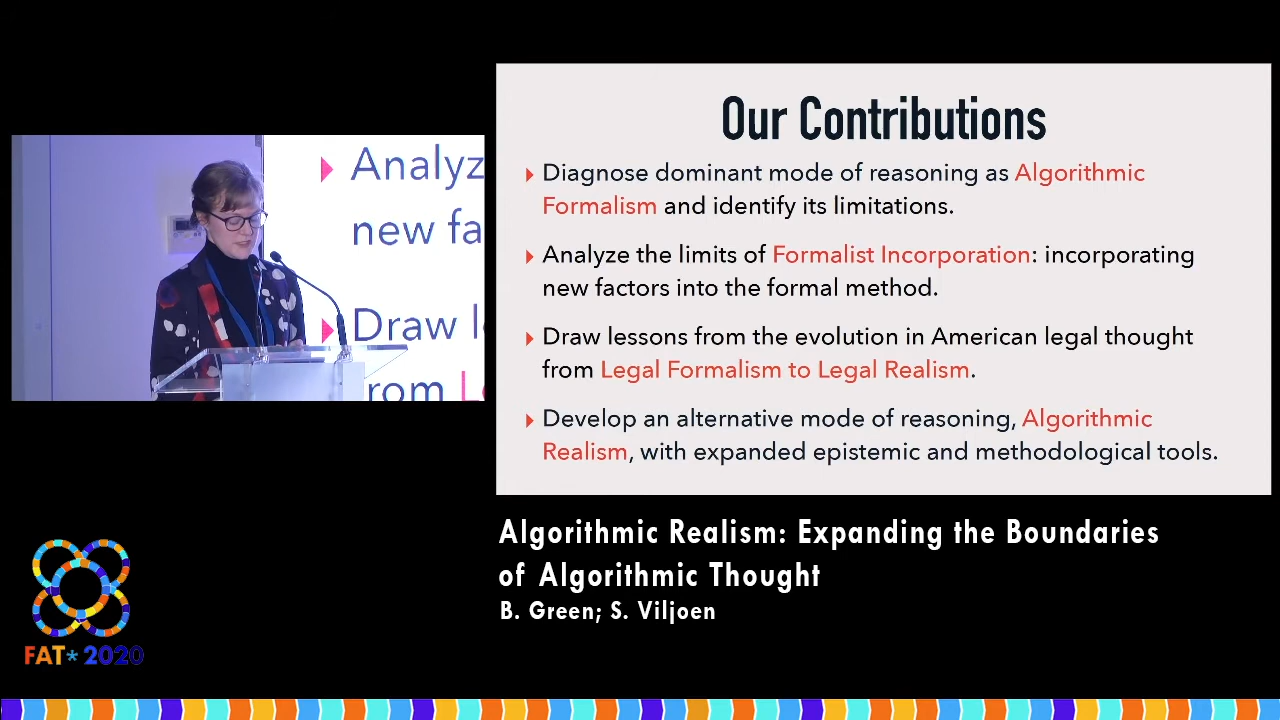 Analyz
new fa
Draw l
rom L
Our Contributions
Diagnose dominant mode of reasoning as Algorithmic
Formalism and identify its limitations.
Analyze the limits of Formalist Incorporation: incorporating
new factors into the formal method.
Draw lessons from the evolution in American legal thought
from Legal Formalism to Legal Realism.
Develop an alternative mode of reasoning, Algorithmic
Realism, with expanded epistemic and methodological tools.
Algorithmic Realism: Expanding the Boundaries
of Algorithmic Thought
B. Green; S. Viljoen
FAT* 2020